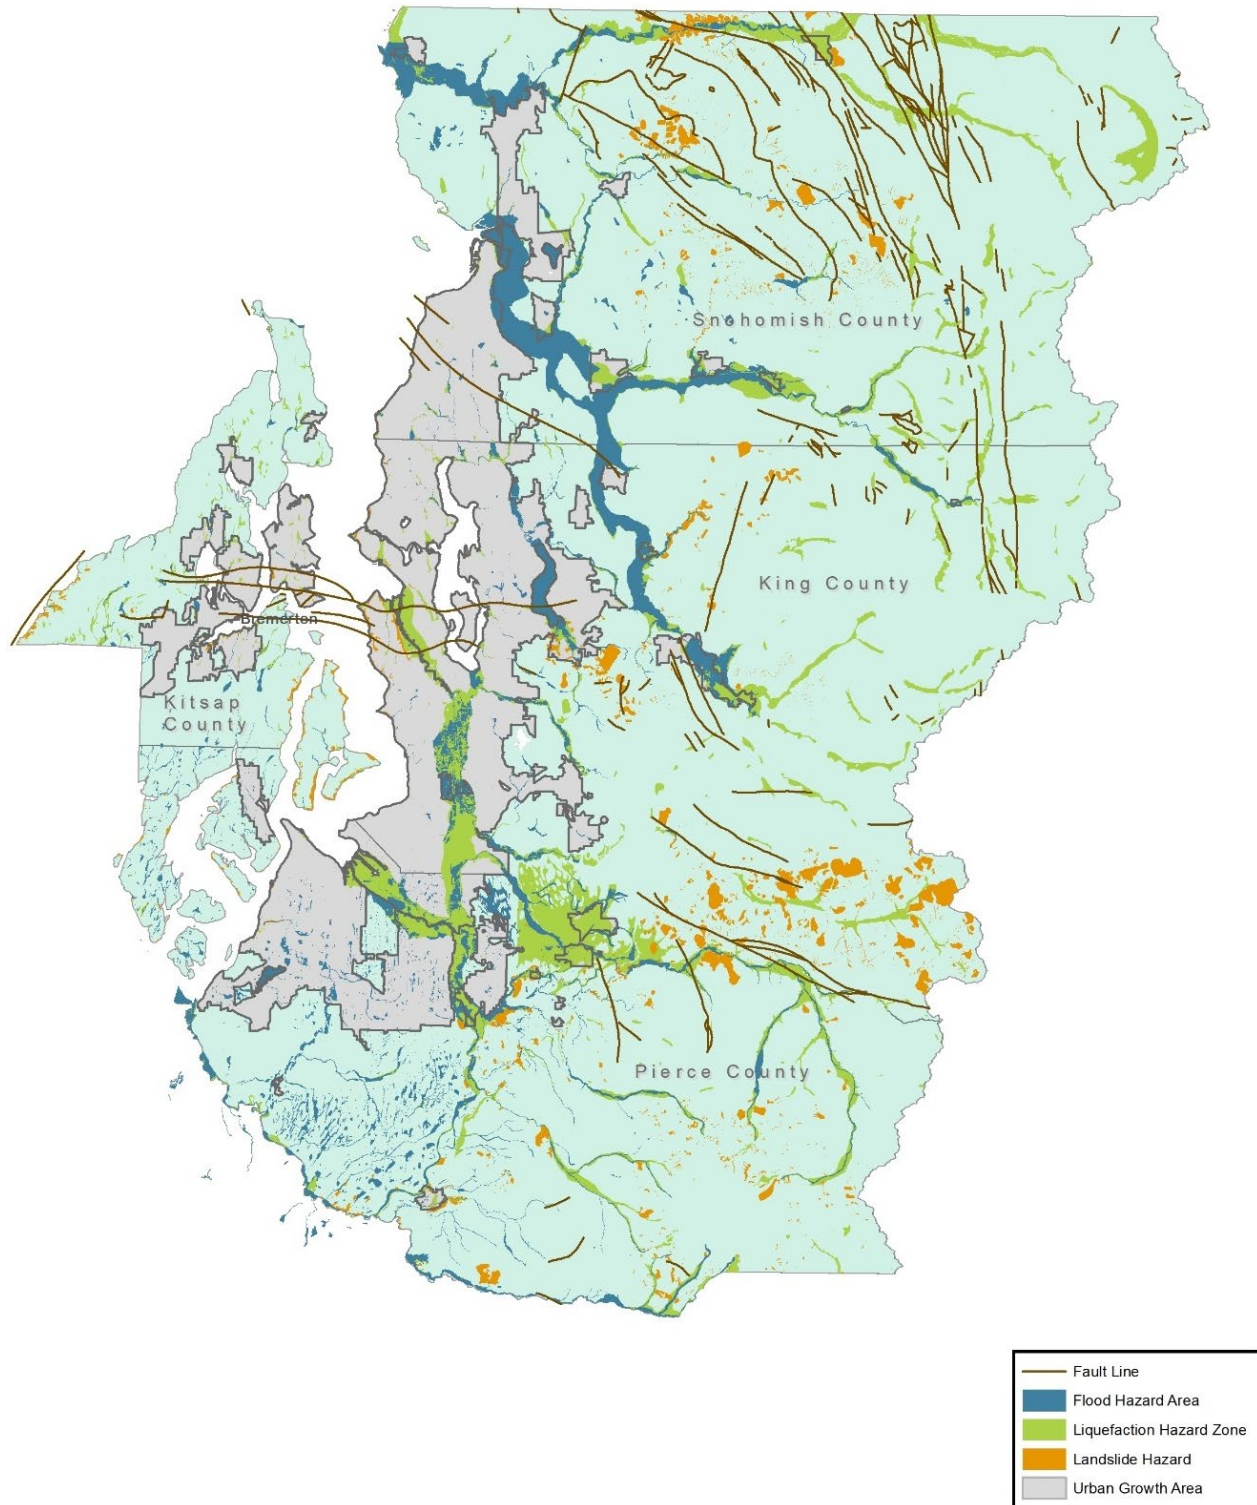 Snohomish County
King County
Bremerton
Kitsap
County
Pierce County
Fault Line
Flood Hazard Area
Liquefaction Hazard Zone
Landslide Hazard
Urban Growth Area